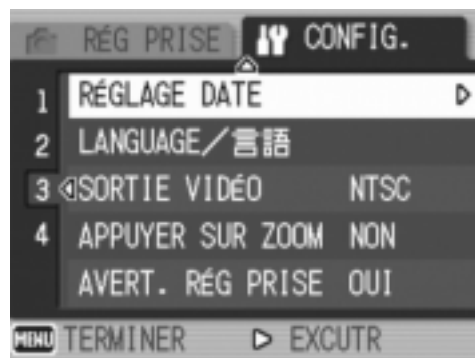 RÉG PRISE CONFIG.
1 RÉGLAGE DATE
2 LANGUAGE/言語
3 SORTIE VIDÉO NTSC
4 APPUYER SUR ZOOM NON
AVERT. RÉG PRISE OUI
MENU TERMINER EXCUTR